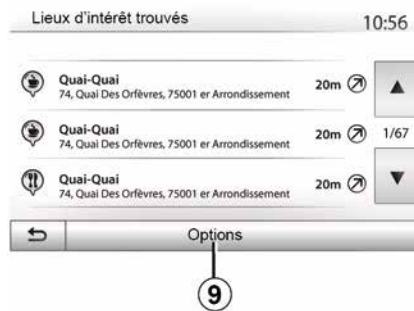 Lieux d'intérêt trouvés 10:56
Quai-Quai
74, Quai Des Orfèvres, 75001 er Arrondissement
20m
Quai-Quai
74, Quai Des Orfèvres, 75001 er Arrondissement
20m 1/67
Quai-Quai
74, Quai Des Orfèvres, 75001 er Arrondissement
20m
Options
9